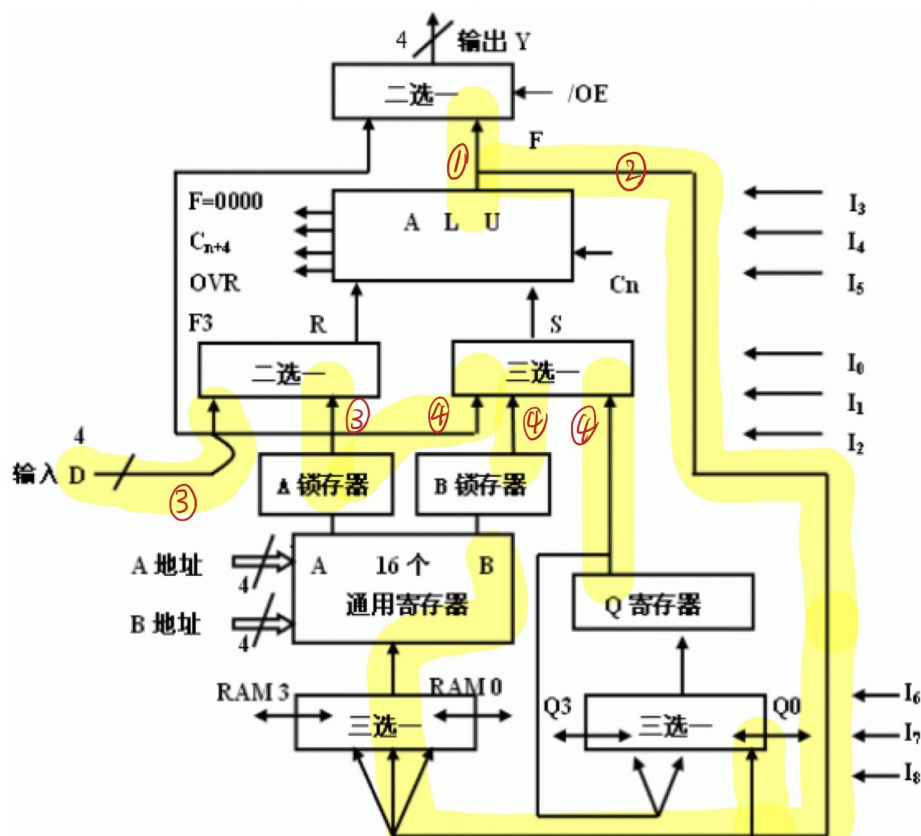 4 输出 Y
二选一
/OE
F
①
②
F=0000
A L U
I3
Cn+4
I4
OVR
Cn
I5
F3
R
S
二选一
三选一
I0
I1
③
④
④
④
I2
4
输入 D
③
A 锁存器
B 锁存器
A 地址
4
A
16 个
B
通用寄存器
B 地址
4
Q 寄存器
RAM 3
RAM 0
三选一
Q3
三选一
Q0
I6
I7
I8